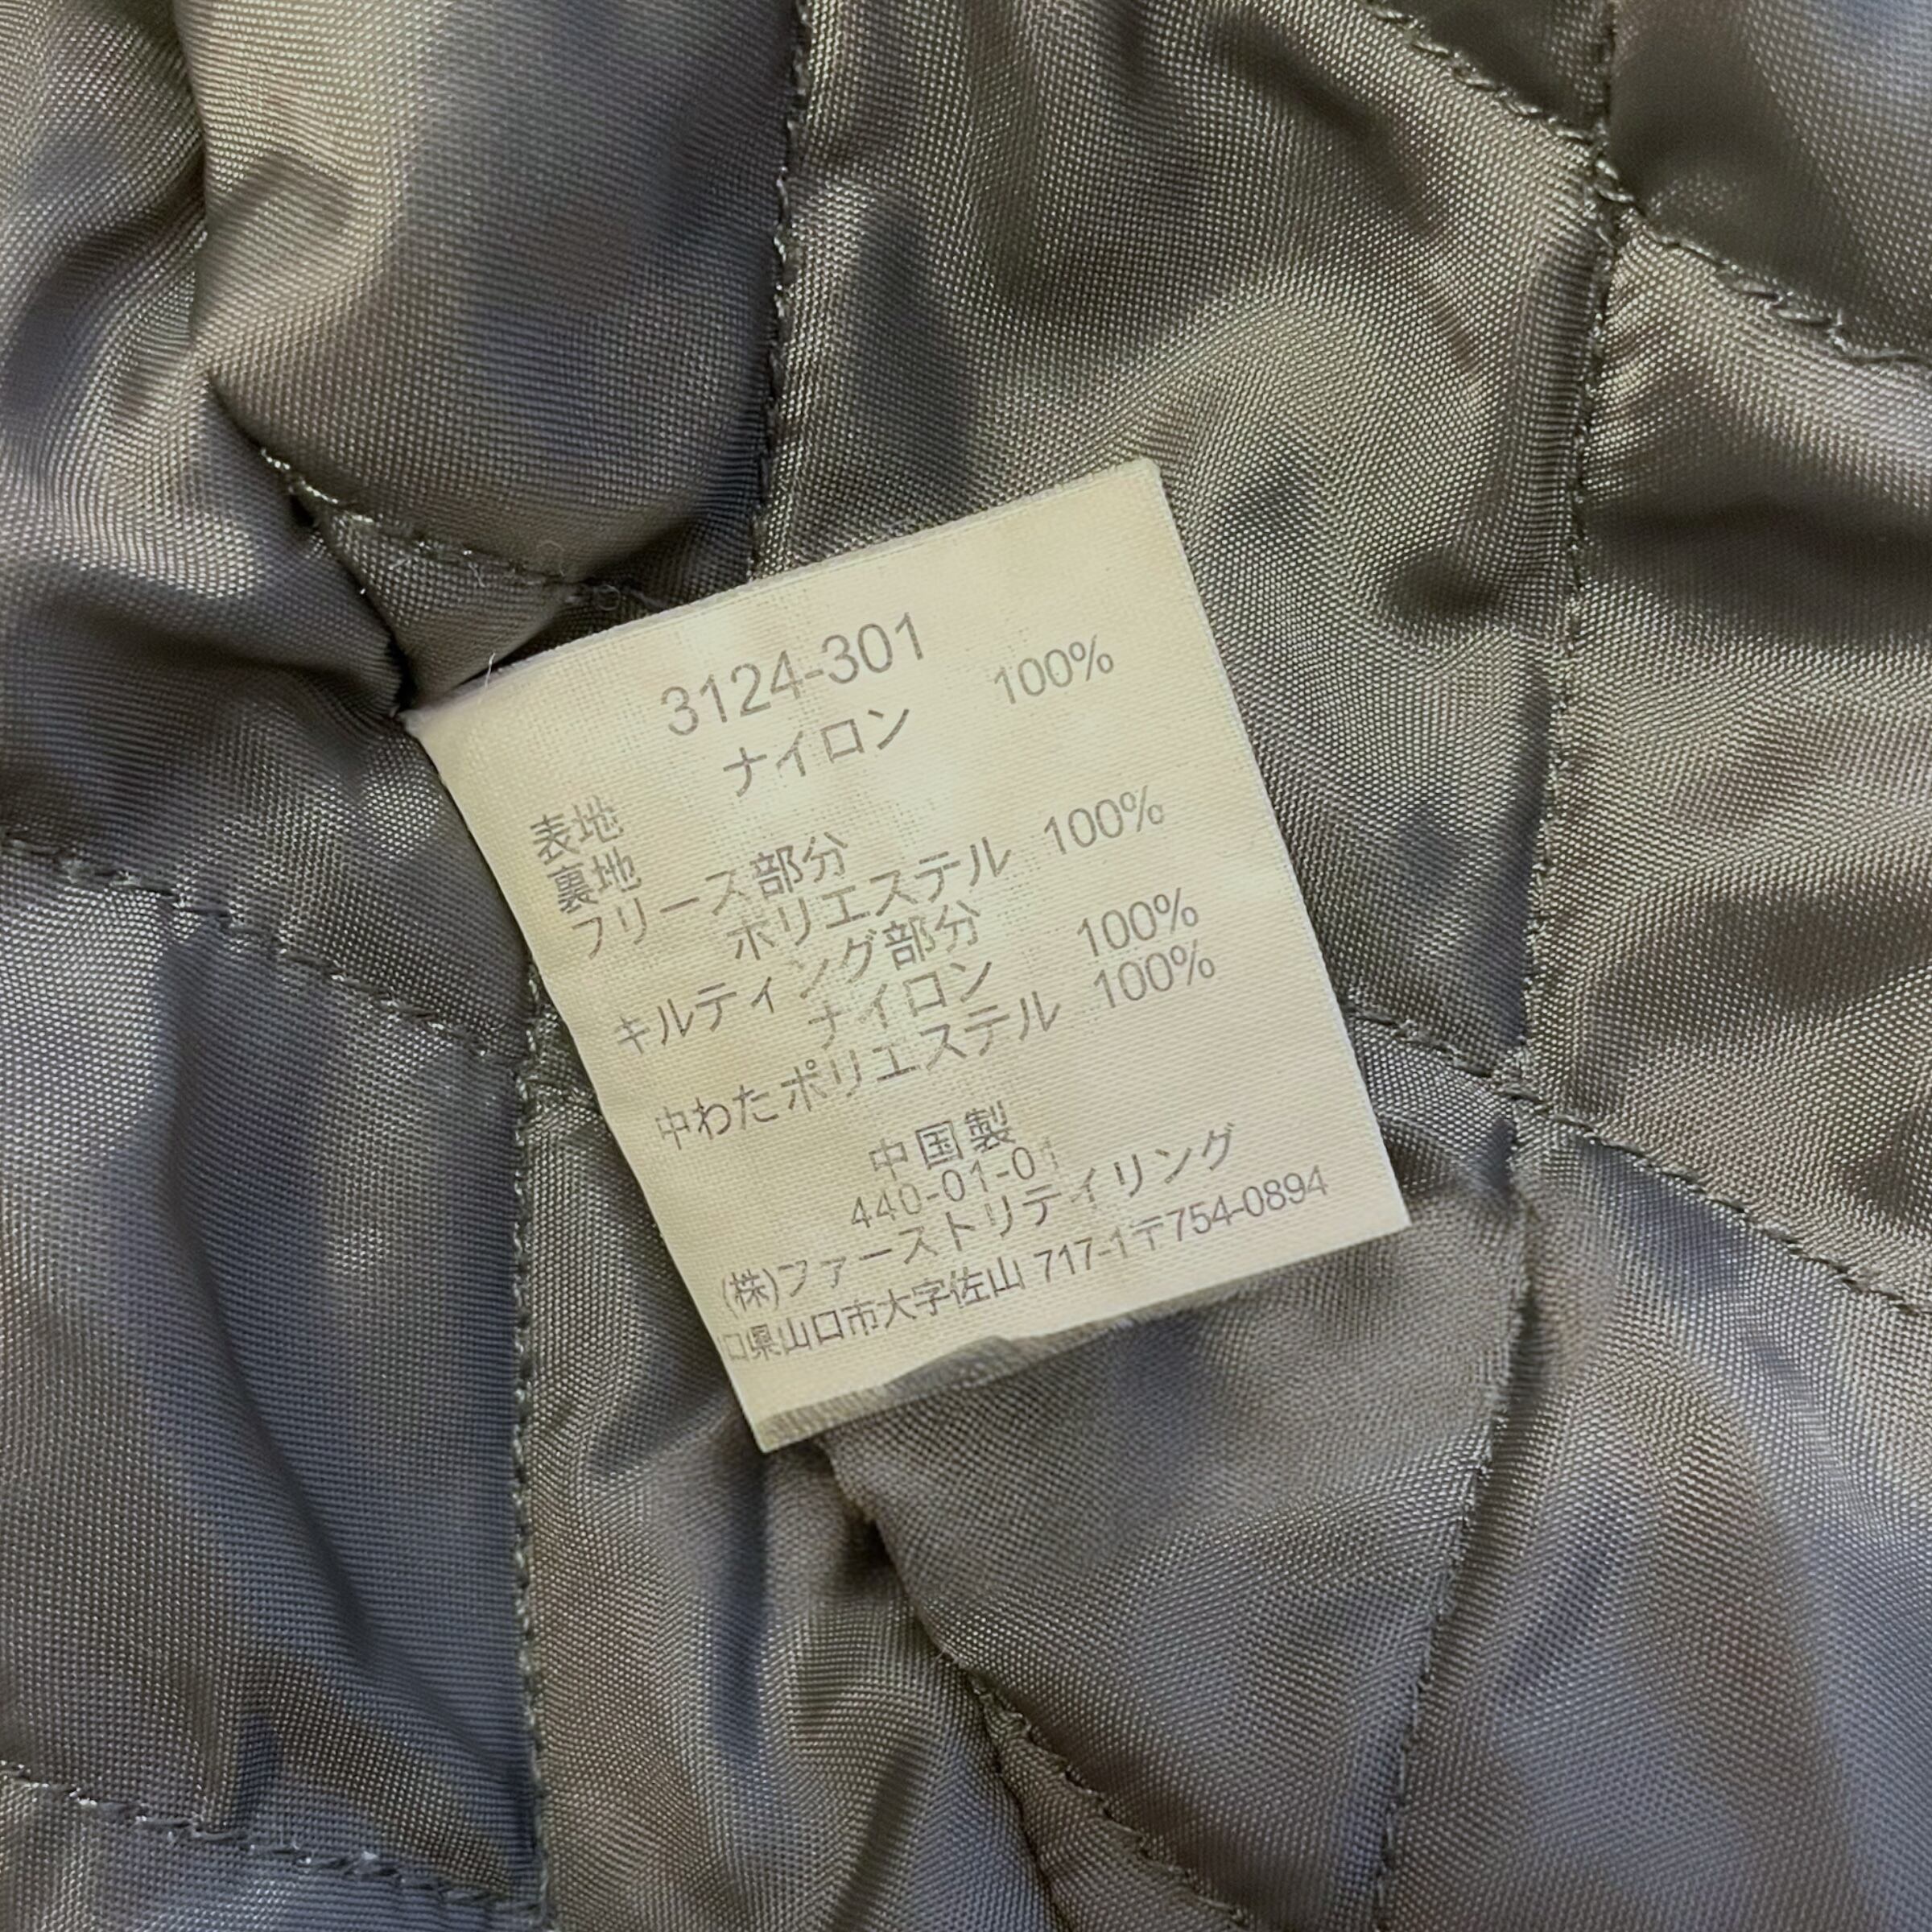 3124-301
表地 ナイロン 100%
裏地
フリース部分
ポリエステル 100%
キルティング部分
ナイロン 100%
中わた ポリエステル 100%
中国製
440-01-01
(株)ファーストリテイリング
口県山口市大字佐山 717-1〒754-0894